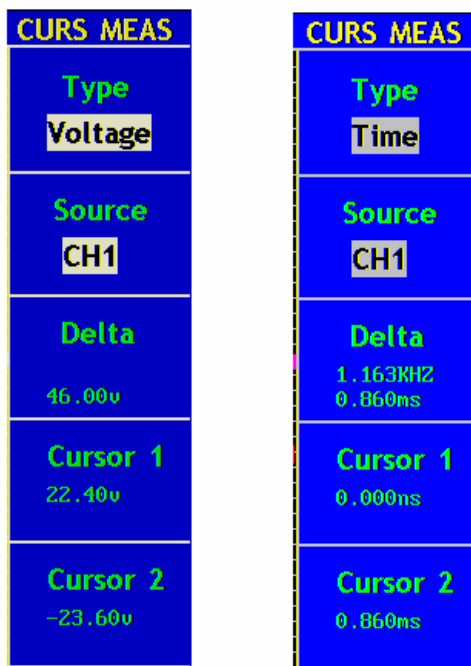 CURS MEAS
Type
Voltage
Source
CH1
Delta
46.00v
Cursor 1
22.40v
Cursor 2
-23.60v
CURS MEAS
Type
Time
Source
CH1
Delta
1.163KHZ
0.860ms
Cursor 1
0.000ns
Cursor 2
0.860ms